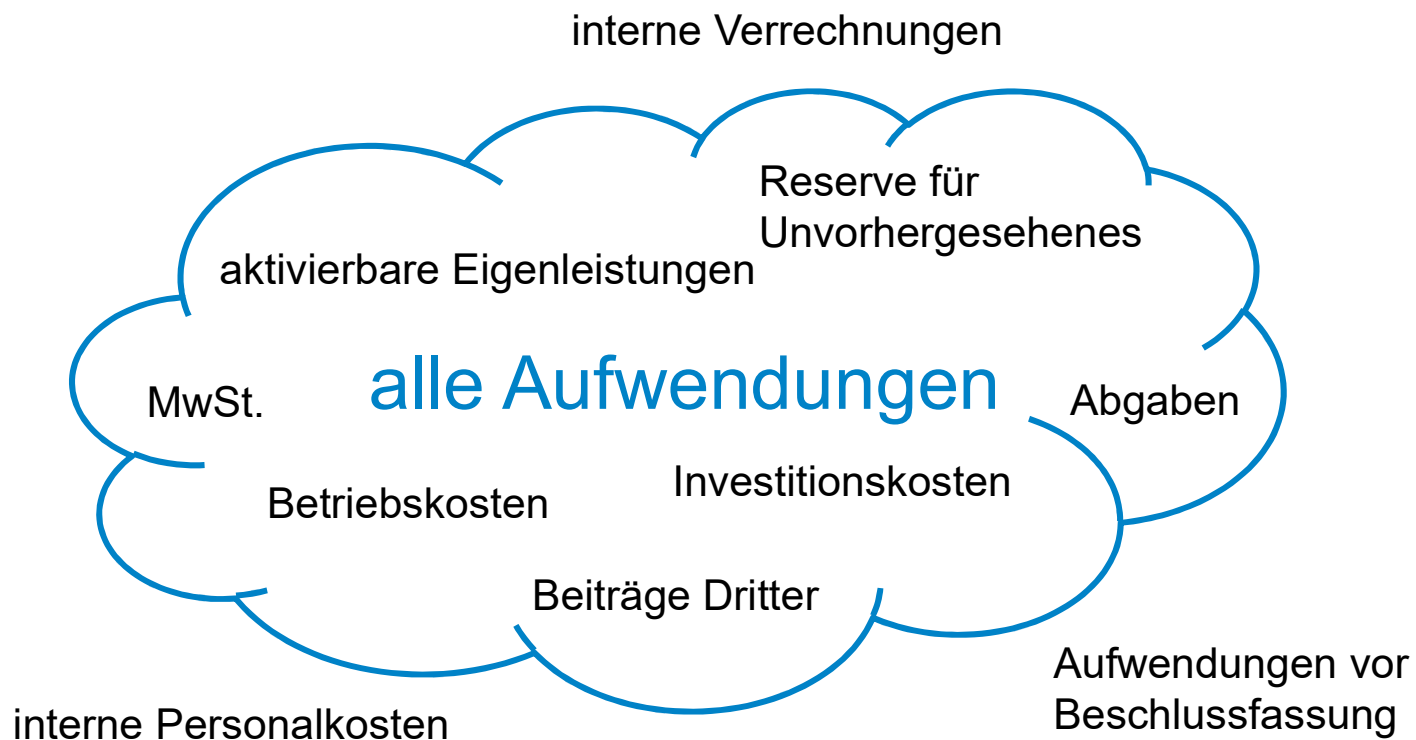 interne Verrechnungen
Reserve für
Unvorhergesehenes
aktivierbare Eigenleistungen
alle Aufwendungen
MwSt.
Abgaben
Investitionskosten
Betriebskosten
Beiträge Dritter
Aufwendungen vor
Beschlussfassung
interne Personalkosten